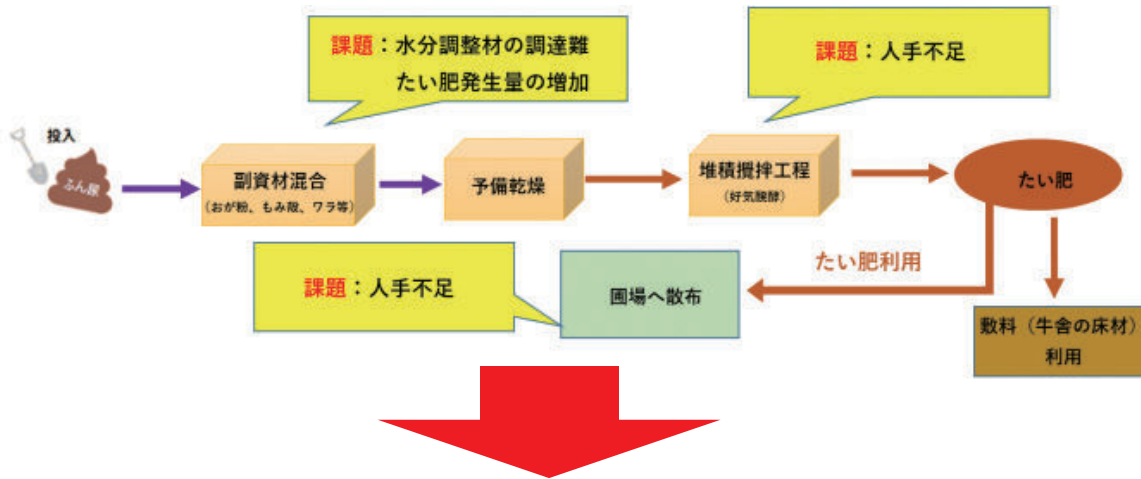 課題：水分調整材の調達難
たい肥発生量の増加
課題：人手不足
投入
ふん尿
副資材混合
（おが粉、もみ殻、ワラ等）
予備乾燥
堆積攪拌工程
（好気醗酵）
たい肥
課題：人手不足
圃場へ散布
たい肥利用
敷料（牛舎の床材）
利用